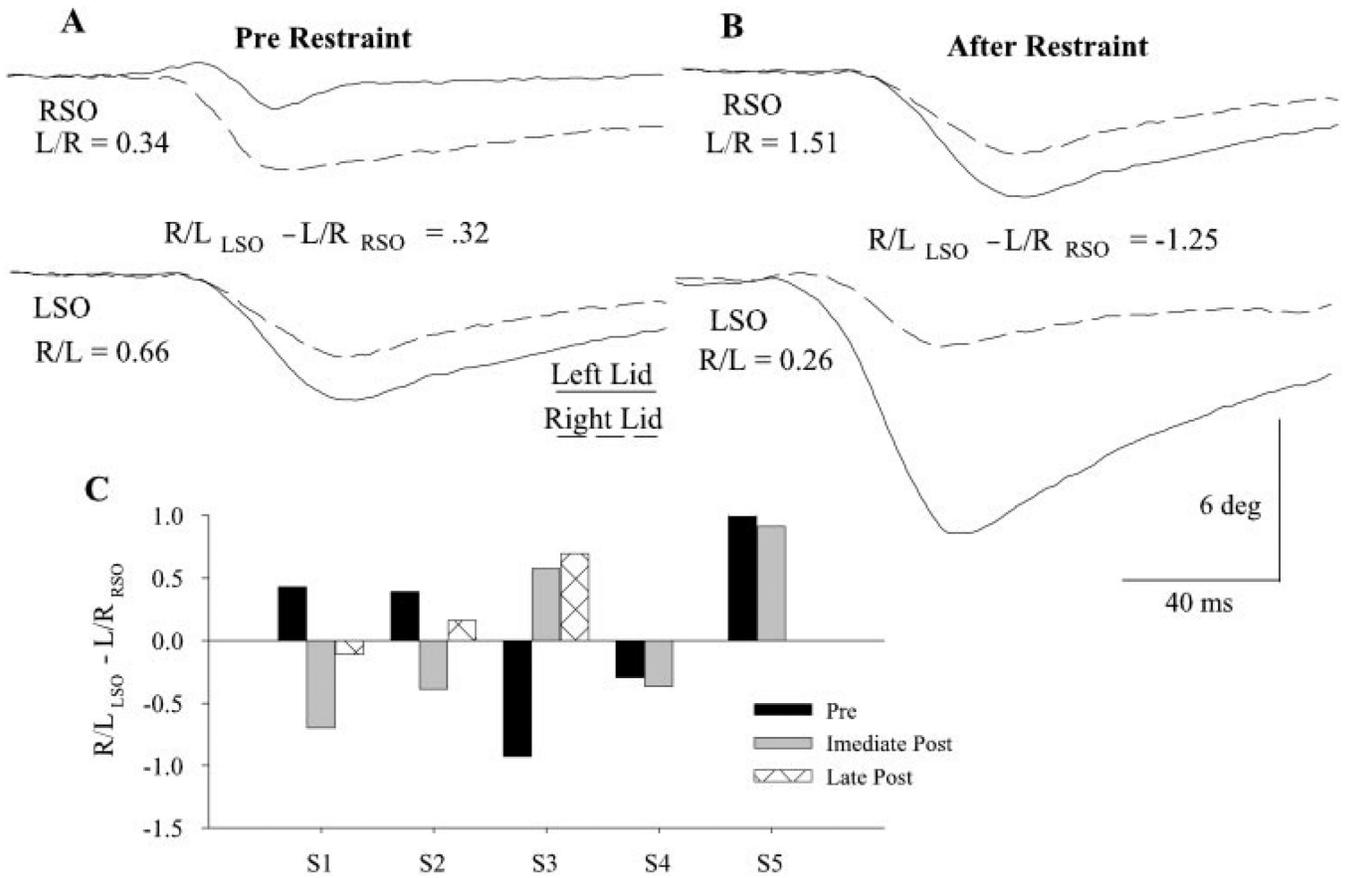 A
Pre Restraint
RSO
L/R = 0.34
R/L LSO – L/R RSO = .32
LSO
R/L = 0.66
Left Lid
Right Lid
B
After Restraint
RSO
L/R = 1.51
R/L LSO – L/R RSO = -1.25
LSO
R/L = 0.26
6 deg
40 ms
C
R/L LSO - L/R RSO
1.0
0.5
0.0
-0.5
-1.0
-1.5
Pre
Imediate Post
Late Post
S1 S2 S3 S4 S5